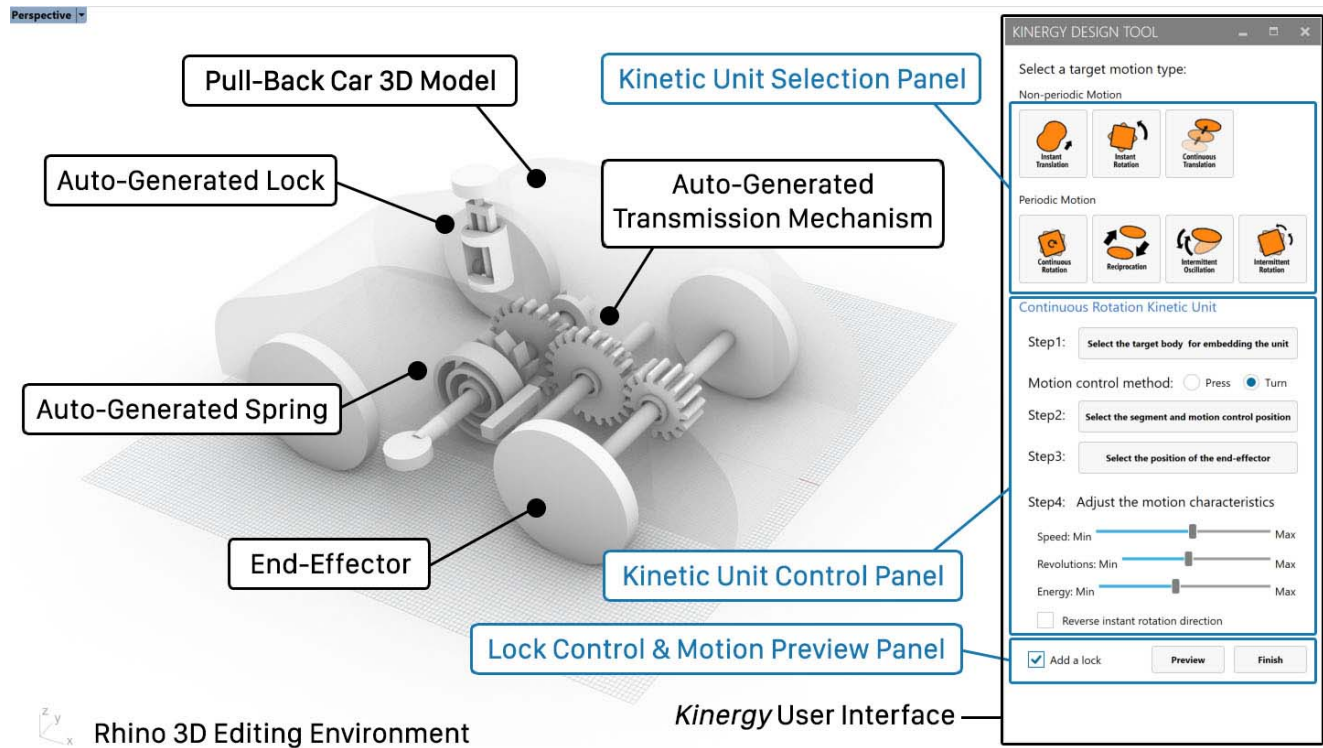 Perspective
Pull-Back Car 3D Model
Auto-Generated Lock
Auto-Generated
Transmission Mechanism
Auto-Generated Spring
End-Effector
z
y
x
Rhino 3D Editing Environment
Kinetic Unit Selection Panel
Kinetic Unit Control Panel
Lock Control & Motion Preview Panel
Kinergy User Interface
KINERGY DESIGN TOOL
Select a target motion type:
Non-periodic Motion
Instant
Translation
Instant
Rotation
Continuous
Translation
Periodic Motion
Continuous
Rotation
Reciprocation
Intermittent
Oscillation
Intermittent
Rotation
Continuous Rotation Kinetic Unit
Step1: Select the target body for embedding the unit
Motion control method: Press Turn
Step2: Select the segment and motion control position
Step3: Select the position of the end-effector
Step4: Adjust the motion characteristics
Speed: Min Max
Revolutions: Min Max
Energy: Min Max
Reverse instant rotation direction
Add a lock Preview Finish